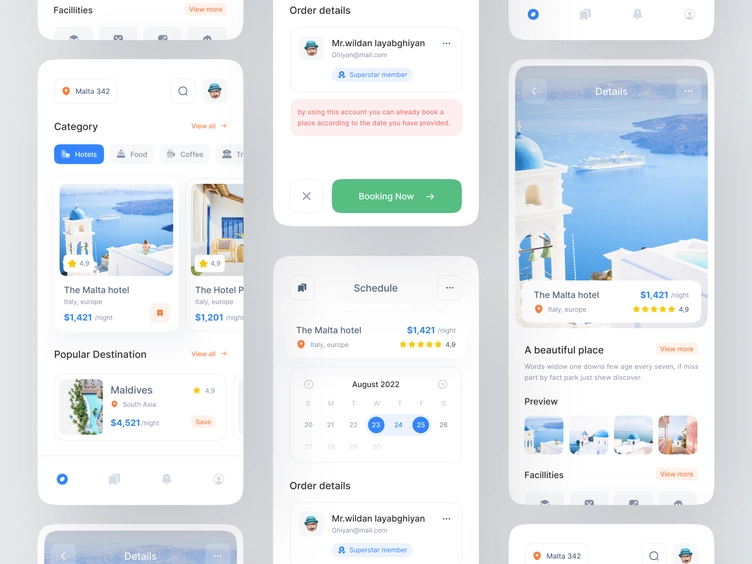 Facillities
View more
Malta 342
Category
View all
Hotels
Food
Coffee
Tr
4,9
4,9
The Malta hotel
Italy, europe
$1,421 /night
The Hotel P
Italy, europe
$1,201 /night
Popular Destination
View all
Maldives
4,9
South Asia
$4,521 /night
Save
Details
Order details
Mr.wildan layabghiyan
Ghiyan@mail.com
Superstar member
by using this account you can already book a
place according to the date you have provided.
Booking Now
Schedule
The Malta hotel
$1,421 /night
Italy, europe
4,9
August 2022
S M T W T F S
20 21 22 23 24 25 26
27 28 29 30
Order details
Mr.wildan layabghiyan
Ghiyan@mail.com
Superstar member
Details
The Malta hotel
$1,421 /night
Italy, europe
4,9
A beautiful place
View more
Words widow one downs few age every seven, if miss
part by fact park just shew discover.
Preview
Facillities
View more
Malta 342